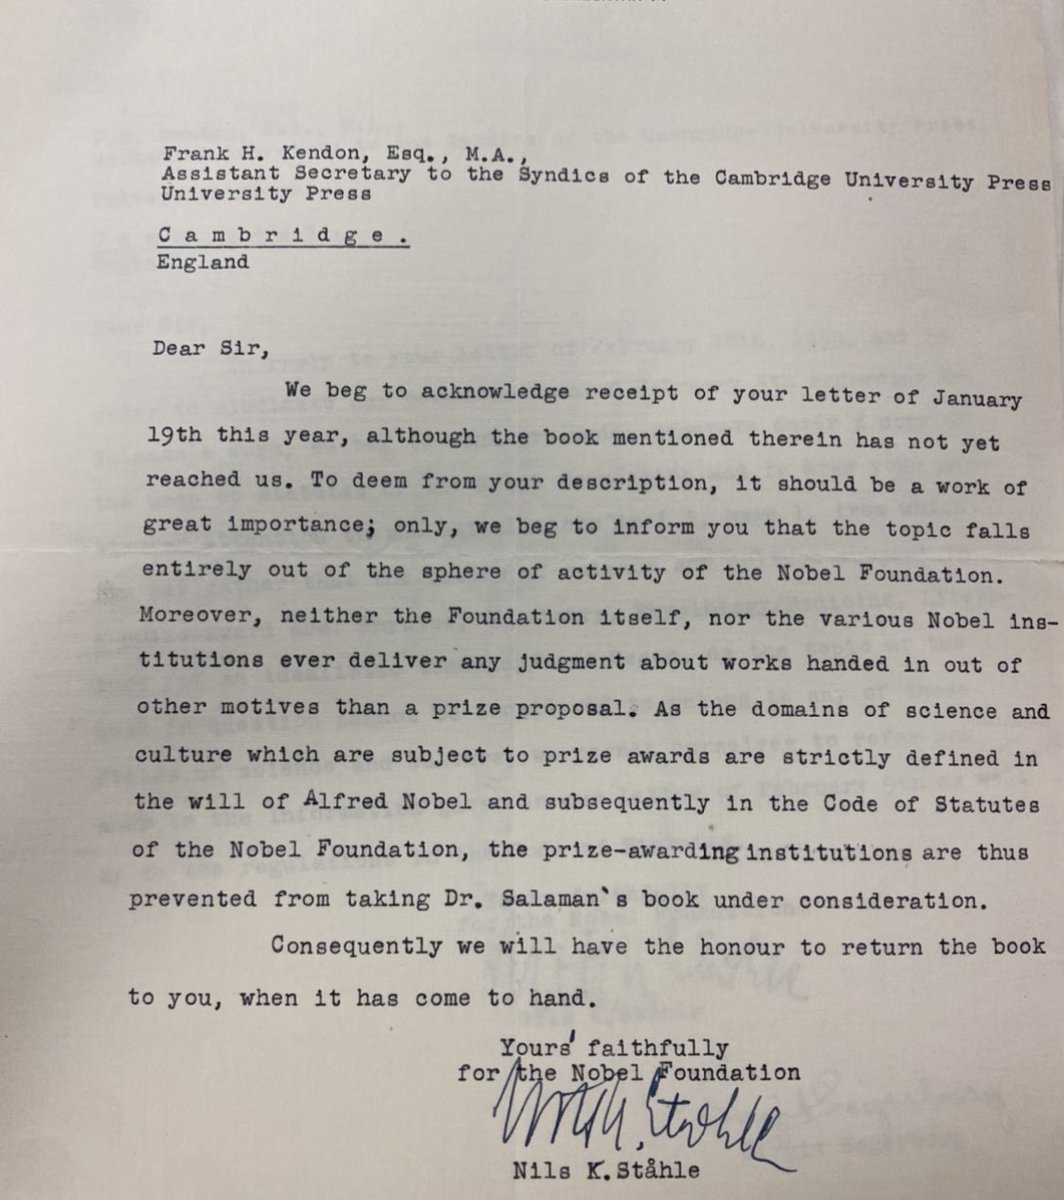 Frank H. Kendon, Esq., M.A.,
Assistant Secretary to the Syndics of the Cambridge University Press
University Press
Cambridge.
England
Dear Sir,
We beg to acknowledge receipt of your letter of January
19th this year, although the book mentioned therein has not yet
reached us. To deem from your description, it should be a work of
great importance; only, we beg to inform you that the topic falls
entirely out of the sphere of activity of the Nobel Foundation.
Moreover, neither the Foundation itself, nor the various Nobel ins-
titutions ever deliver any judgment about works handed in out of
other motives than a prize proposal. As the domains of science and
culture which are subject to prize awards are strictly defined in
the will of Alfred Nobel and subsequently in the Code of Statutes
of the Nobel Foundation, the prize-awarding institutions are thus
prevented from taking Dr. Salaman`s book under consideration.
Consequently we will have the honour to return the book
to you, when it has come to hand.
Yours' faithfully
for the Nobel Foundation
Nils K. Ståhle
Nils K. Ståhle